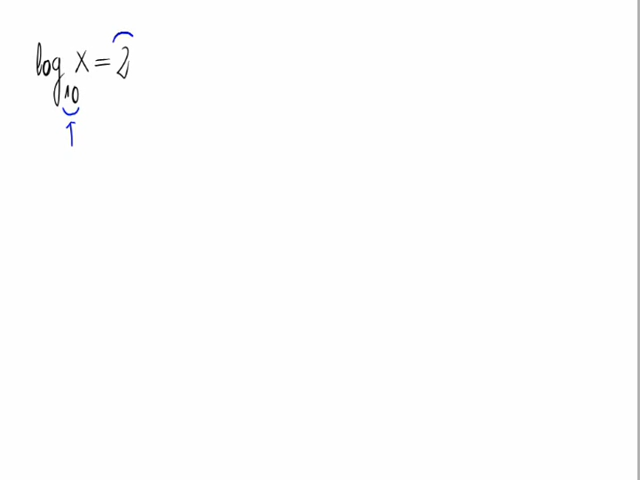 log₁₀ x = 2